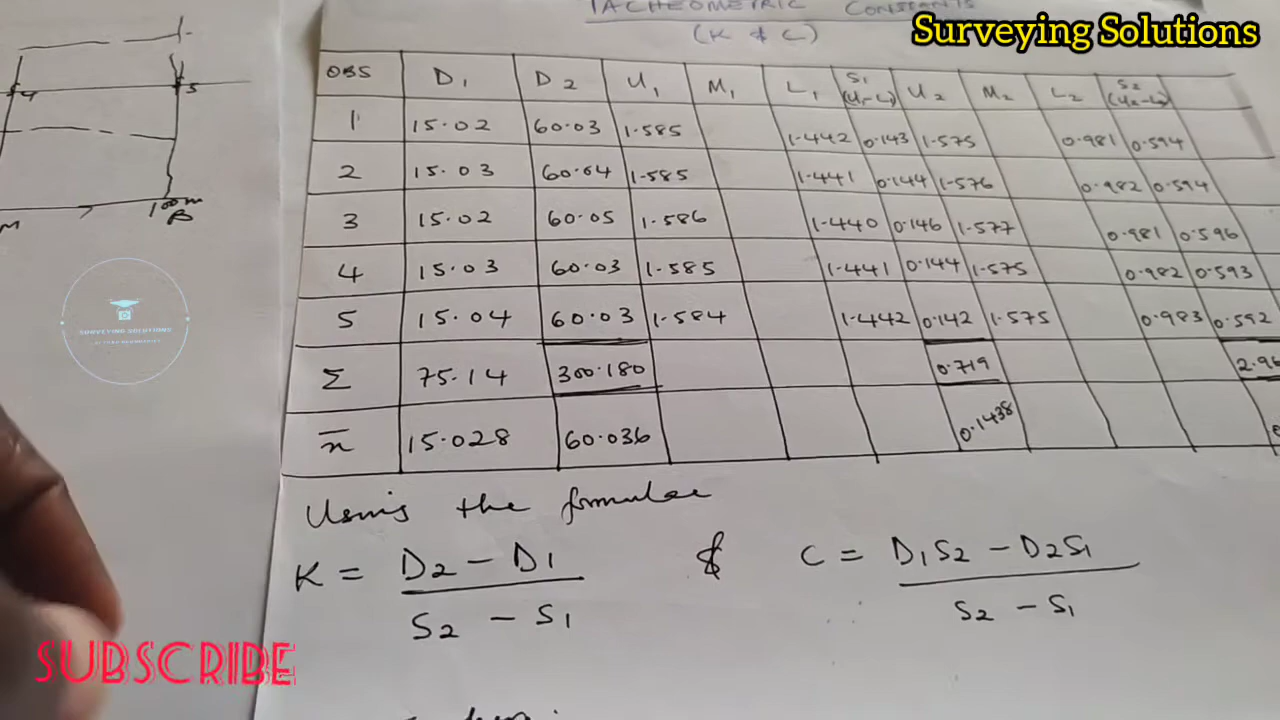 TACHEOMETRIC CONSTANTS
(K & C)
Surveying Solutions
OBS D1 D2 U1 M1 L1 S1 (U1-L1) U2 M2 L2 S2 (U2-L2)
1 15.02 60.03 1.585 1.442 0.143 1.575 0.981 0.594
2 15.03 60.04 1.585 1.441 0.144 1.576 0.982 0.594
3 15.02 60.05 1.586 1.440 0.146 1.577 0.981 0.596
4 15.03 60.03 1.585 1.441 0.144 1.575 0.982 0.593
5 15.04 60.03 1.584 1.442 0.142 1.575 0.983 0.592
Σ 75.14 300.180 0.719 2.96
x̄ 15.028 60.036 0.1438
Using the formulae
K = D2 - D1 / S2 - S1 & C = D1S2 - D2S1 / S2 - S1
100m
B
M
SURVEYING SOLUTIONS
SUBSCRIBE